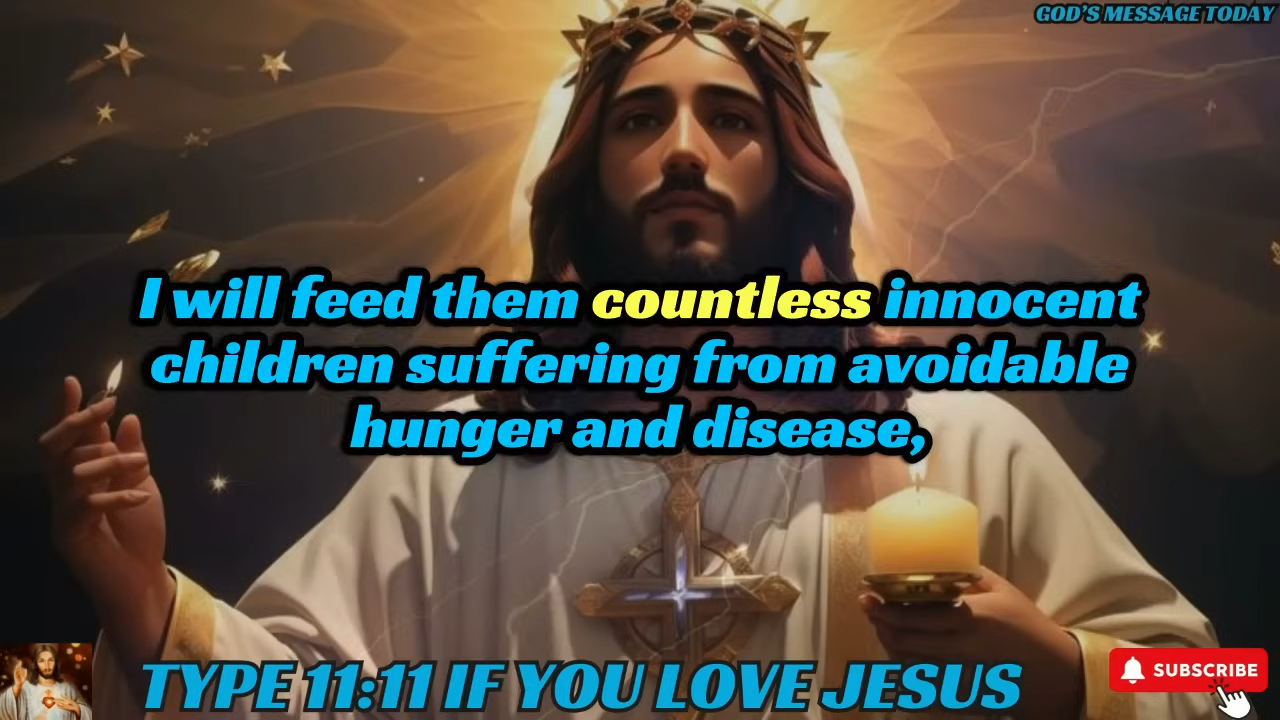 GOD'S MESSAGE TODAY
I will feed them countless innocent
children suffering from avoidable
hunger and disease,
TYPE 11:11 IF YOU LOVE JESUS
SUBSCRIBE